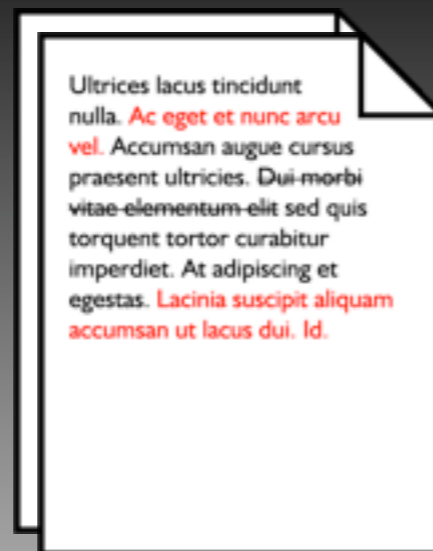 Ultrices lacus tincidunt
nulla. Ac eget et nunc arcu
vel. Accumsan augue cursus
praesent ultricies. Dui morbi
vitae elementum elit sed quis
torquent tortor curabitur
imperdiet. At adipiscing et
egestas. Lacinia suscipit aliquam
accumsan ut lacus dui. Id.